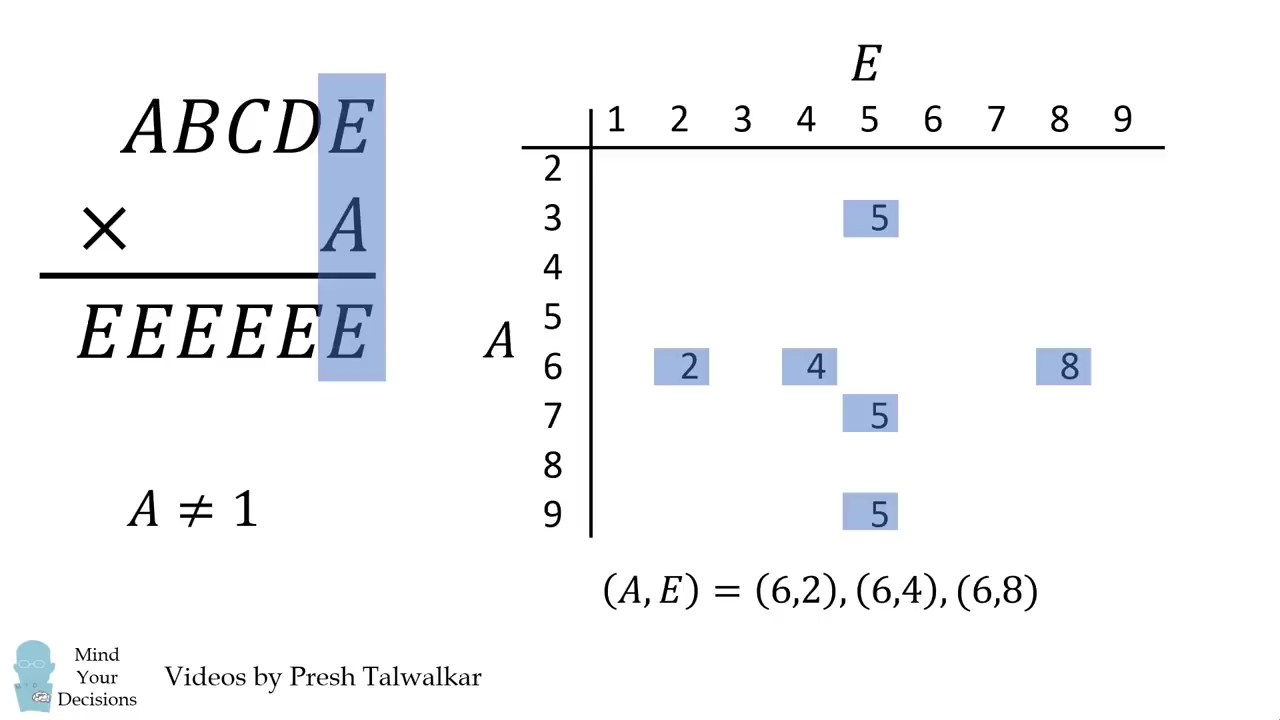 ABCDE
× A
EEEEEE
A ≠ 1
E
1 2 3 4 5 6 7 8 9
2
3 5
4
5
A
6 2 4 8
7 5
8
9 5
(A, E) = (6,2), (6,4), (6,8)
Mind
Your
Decisions
Videos by Presh Talwalkar